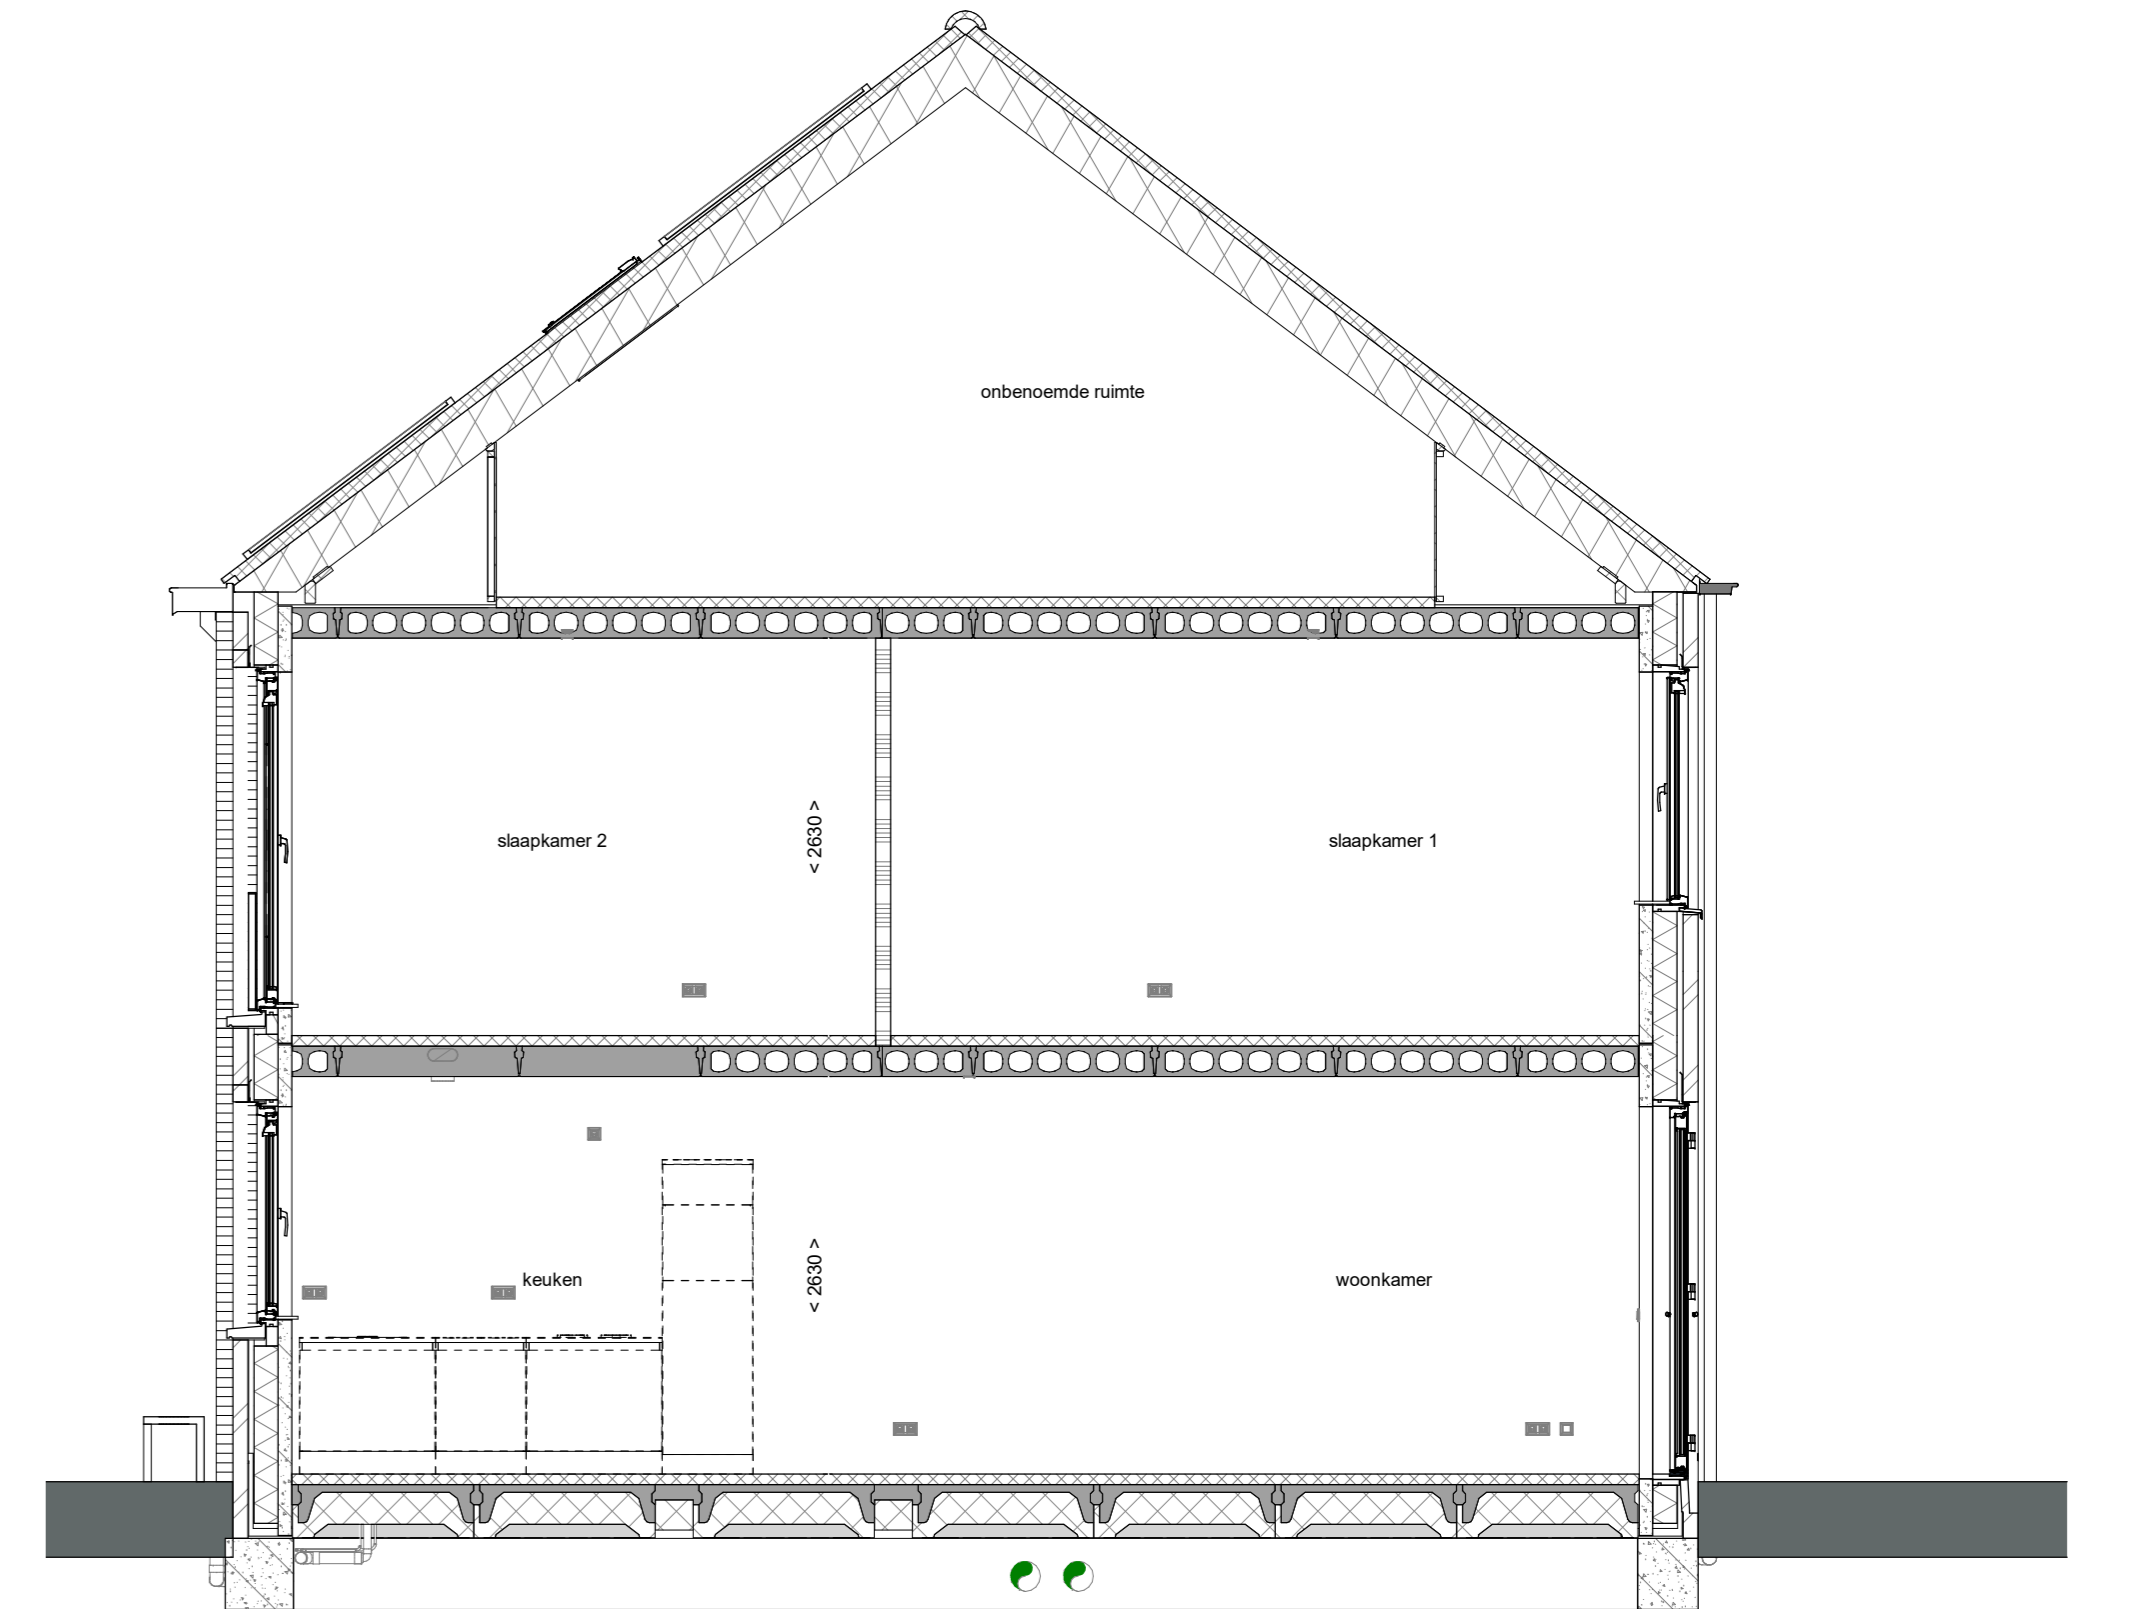 onbenoemde ruimte
slaapkamer 2
< 2630 >
slaapkamer 1
keuken
< 2630 >
woonkamer